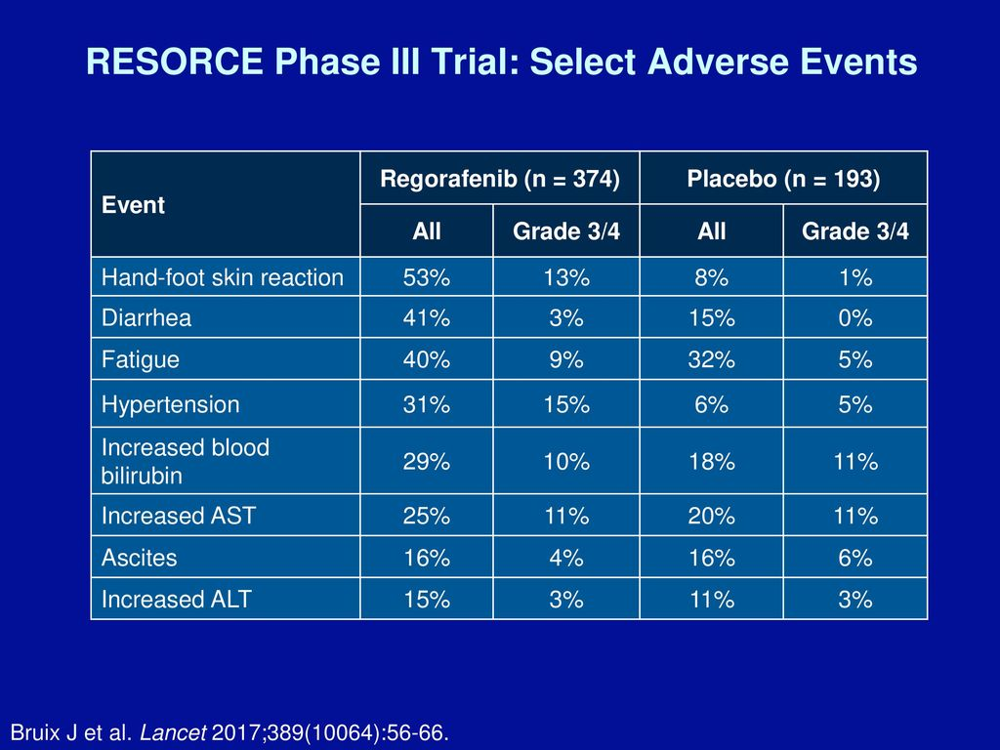 RESORCE Phase III Trial: Select Adverse Events
Event Regorafenib (n = 374) Placebo (n = 193)
All Grade 3/4 All Grade 3/4
Hand-foot skin reaction 53% 13% 8% 1%
Diarrhea 41% 3% 15% 0%
Fatigue 40% 9% 32% 5%
Hypertension 31% 15% 6% 5%
Increased blood
bilirubin 29% 10% 18% 11%
Increased AST 25% 11% 20% 11%
Ascites 16% 4% 16% 6%
Increased ALT 15% 3% 11% 3%
Bruix J et al. Lancet 2017;389(10064):56-66.